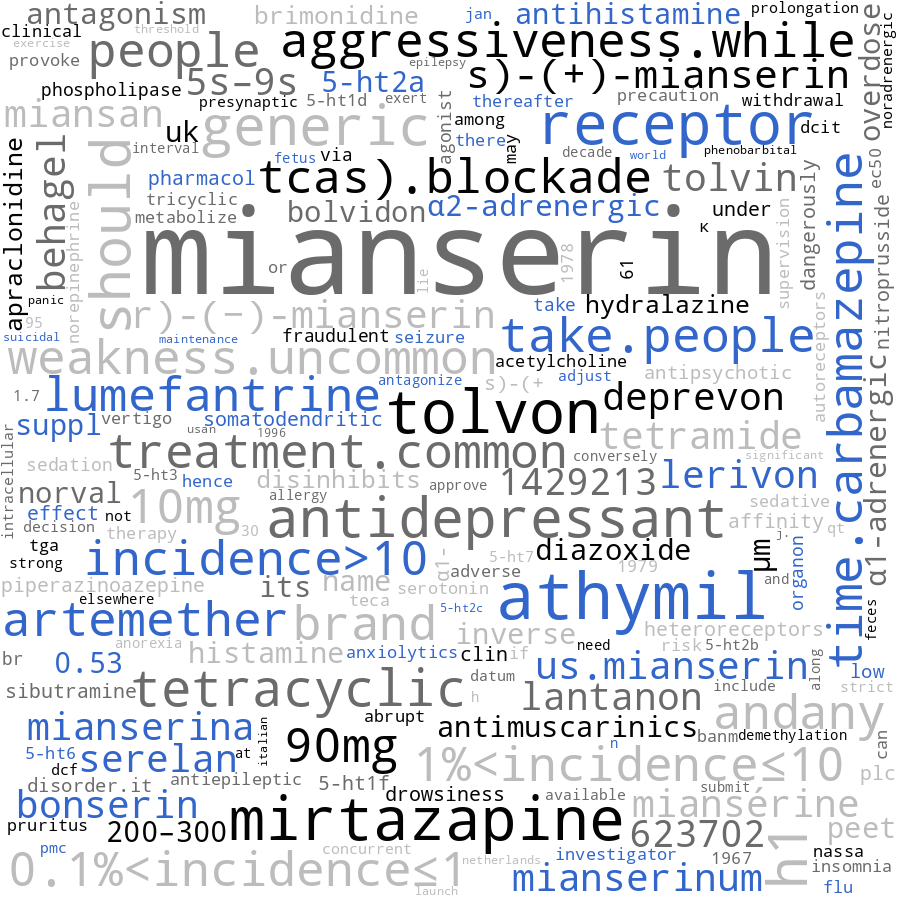 antagonism
brimonidine
jan
antihistamine
prolongation
clinical
threshold
exercise
people
aggressiveness.while
overdose
noradrenergic
provoke
epilepsy
5s–9s
5-ht2a
s)-(+)-mianserin
phospholipase
presynaptic
5-ht1d
exert
agonist
thereafter
precaution
withdrawal
miansan
uk
generic
among
there
may
receptor
dcit
interval
fetus
via
decade
world
phenobarbital
apraclonidine
behagel
should
pharmacol
tcas).blockade
tolvin
dangerously
ec50
tricyclic
metabolize
bolvidon
α2-adrenergic
under
κ
norepinephrine
mianserin
supervision
carbamazepine
time.carbamazepine
nitroprusside
or
lie
1978
61
panic
95
r)-(−)-mianserin
take
hydralazine
autoreceptors
suicidal
maintenance
fraudulent
seizure
take.people
weakness.uncommon
acetylcholine
antagonize
s)-(+
adjust
antipsychotic
α1-adrenergic
1.7
lumefantrine
tolvon
deprevon
suppl
vertigo
somatodendritic
usan
1996
tetramide
intracellular
treatment.common
conversely
significant
sedation
5-ht3
hence
disinhibits
approve
1429213
lerivon
norval
10mg
allergy
antidepressant
sedative
effect
not
affinity
qt
decision
therapy
30
j.
tga
strong
incidence>10
α1-
5-ht7
diazoxide
1979
μm
organon
piperazinoazepine
its
name
adverse
serotonin
and
elsewhere
teca
5-ht2c
athymil
feces
artemether
brand
inverse
heteroreceptors
anorexia
histamine
anxiolytics
clin
if
need
risk
5-ht2b
br
0.53
us.mianserin
along
low
sibutramine
tetracyclic
datum
h
lantanon
include
strict
mianserina
italian
abrupt
antimuscarinics
andany
banm
demethylation
5-ht6
serelan
at
90mg
n
can
dcf
disorder.it
antiepileptic
5-ht1f
1%<incidence≤10
plc
bonserin
drowsiness
available
submit
miansérine
pruritus
200–300
mirtazapine
623702
h1
peet
pmc
concurrent
nassa
0.1%<incidence≤1
netherlands
investigator
1967
insomnia
launch
mianserinum
flu